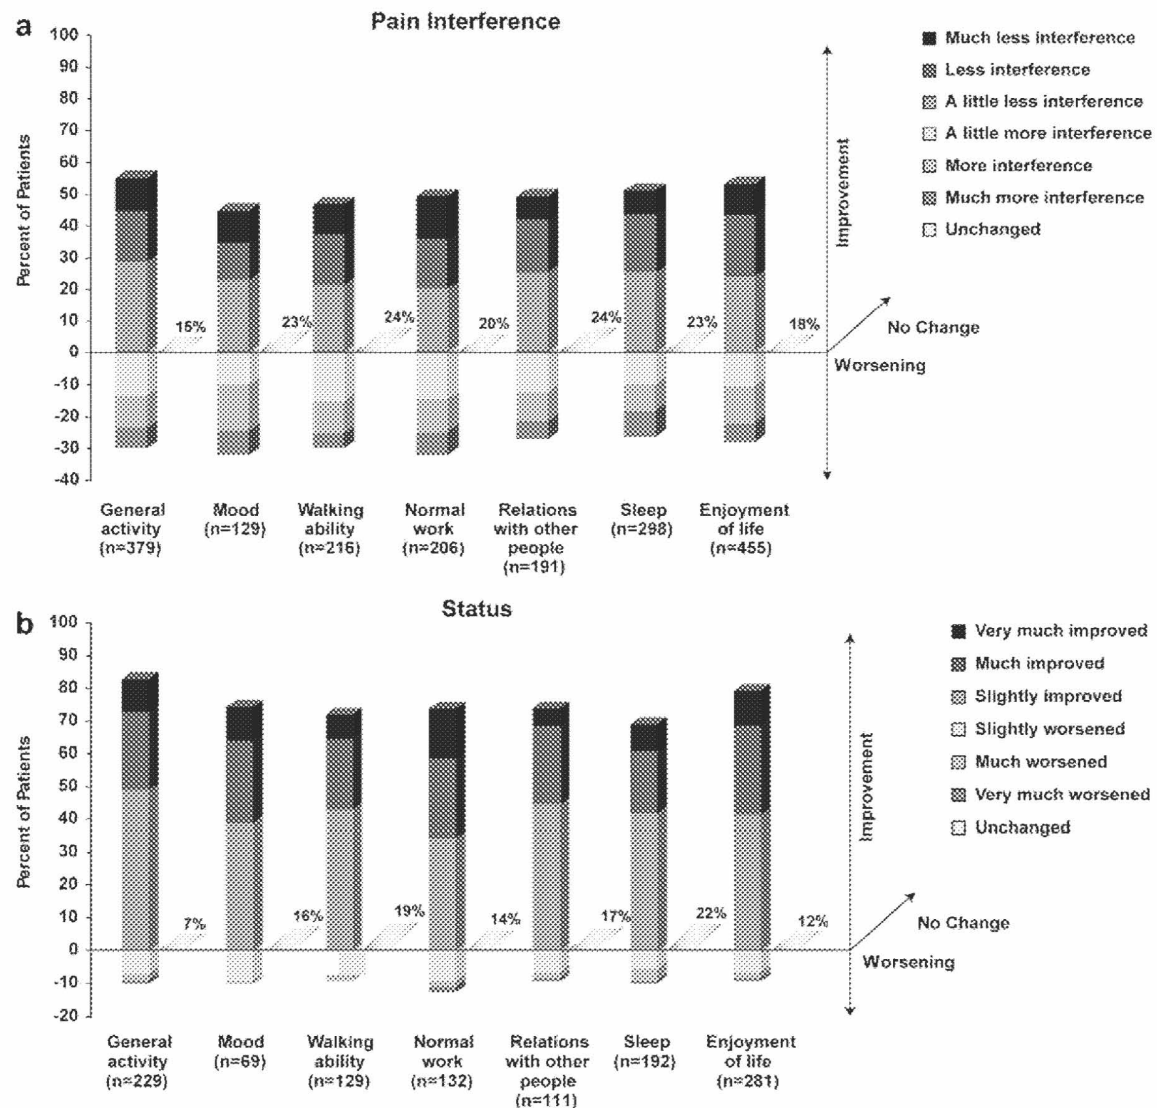 a
Pain Interference
100
90
80
70
60
50
40
30
20
10
0
-10
-20
-30
-40
Percent of Patients
15%
23%
24%
20%
24%
23%
18%
Improvement
No Change
Worsening
Much less interference
Less interference
A little less interference
A little more interference
More interference
Much more interference
Unchanged
General
activity
(n=379)
Mood
(n=129)
Walking
ability
(n=216)
Normal
work
(n=206)
Relations
with other
people
(n=191)
Sleep
(n=298)
Enjoyment
of life
(n=455)
b
Status
100
90
80
70
60
50
40
30
20
10
0
-10
-20
Percent of Patients
7%
16%
19%
14%
17%
22%
12%
Improvement
No Change
Worsening
Very much improved
Much improved
Slightly improved
Slightly worsened
Much worsened
Very much worsened
Unchanged
General
activity
(n=229)
Mood
(n=69)
Walking
ability
(n=129)
Normal
work
(n=132)
Relations
with other
people
(n=111)
Sleep
(n=192)
Enjoyment
of life
(n=281)